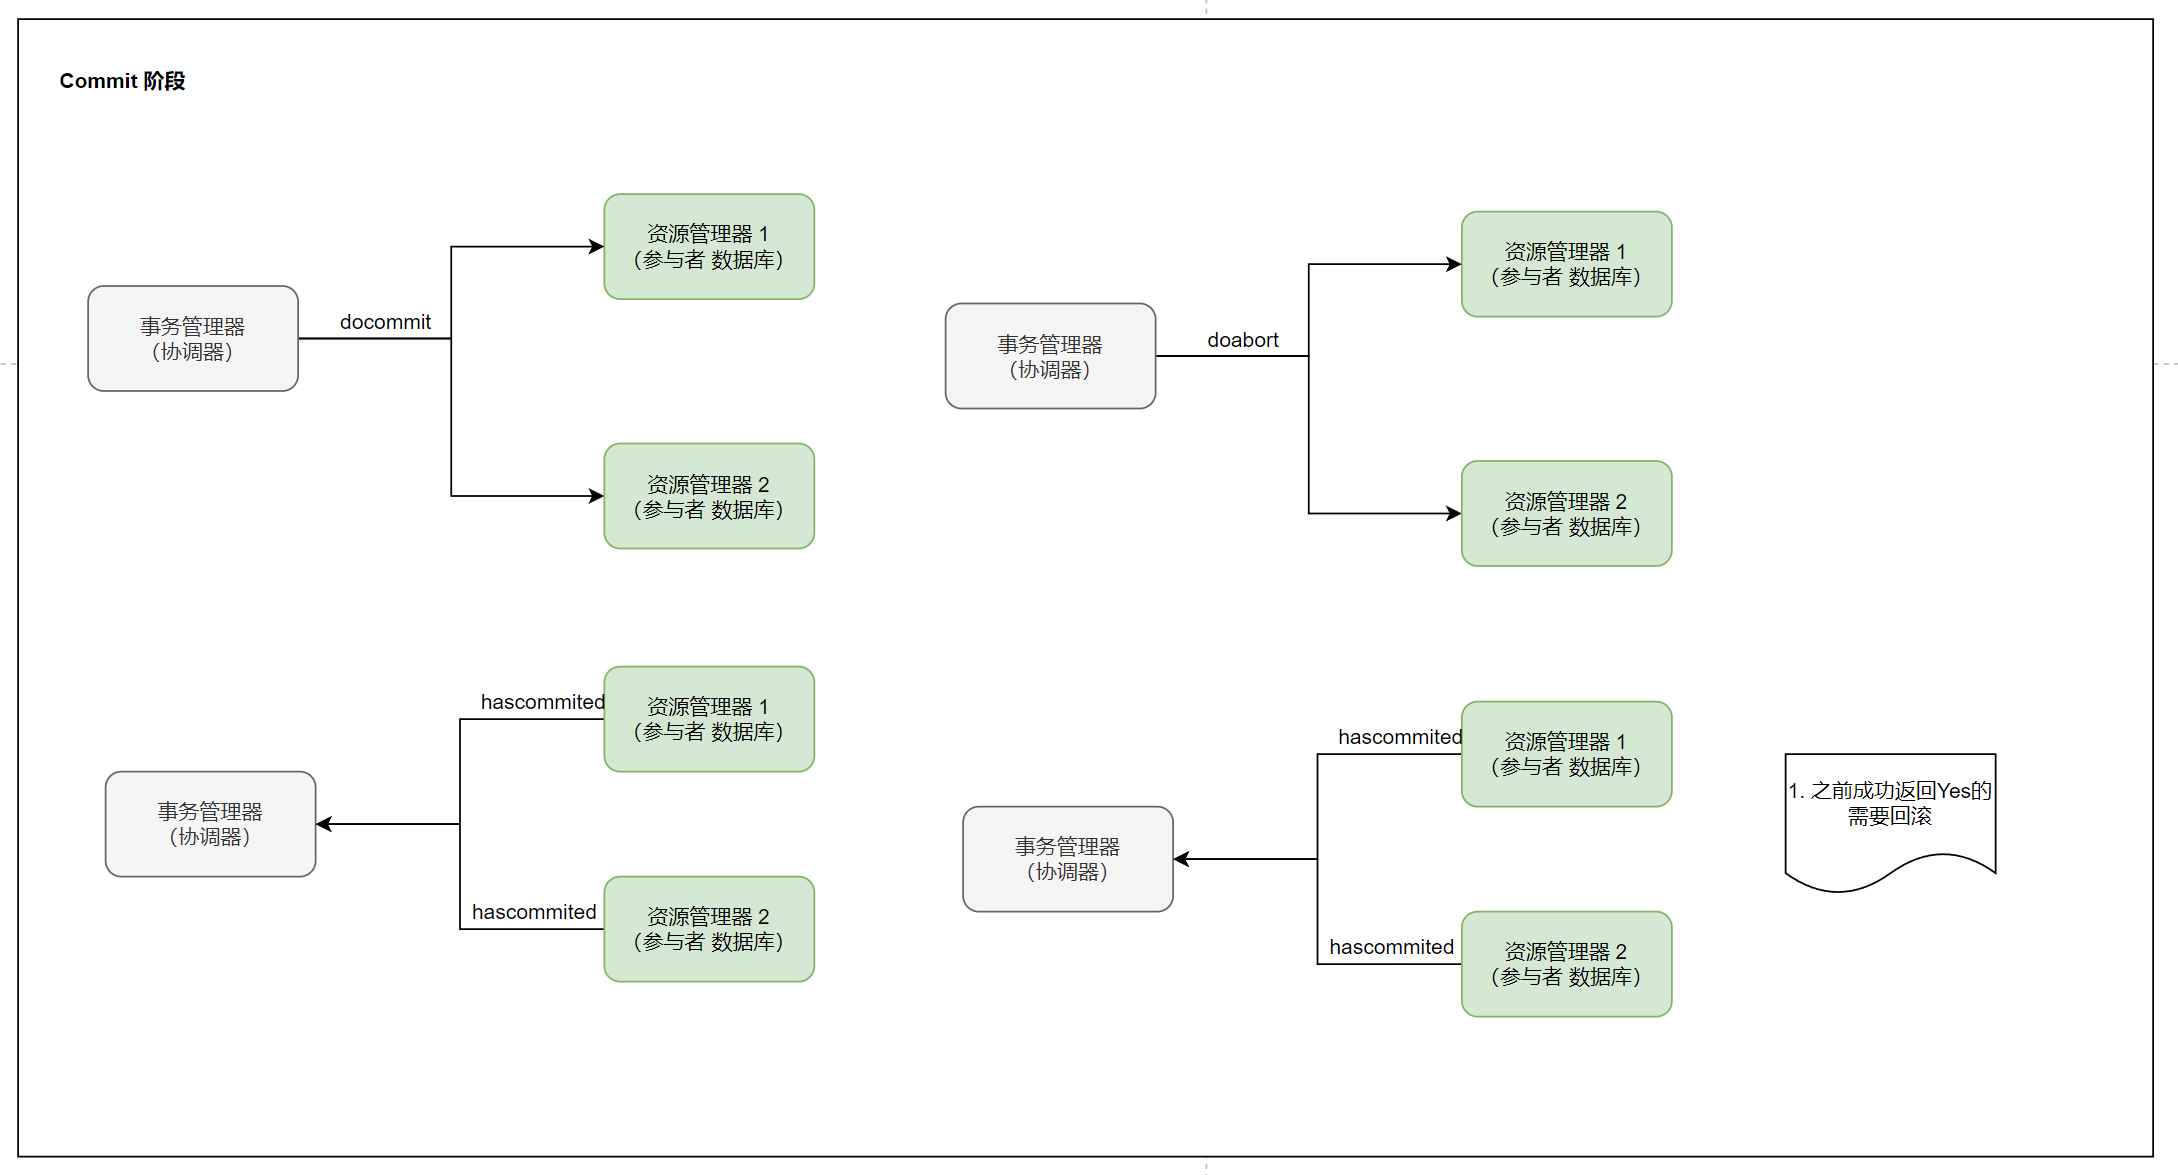 Commit 阶段
资源管理器 1
（参与者 数据库）
事务管理器
（协调器）
docommit
资源管理器 2
（参与者 数据库）
资源管理器 1
（参与者 数据库）
事务管理器
（协调器）
doabort
资源管理器 2
（参与者 数据库）
hascommited
资源管理器 1
（参与者 数据库）
事务管理器
（协调器）
hascommited
资源管理器 2
（参与者 数据库）
hascommited
资源管理器 1
（参与者 数据库）
事务管理器
（协调器）
hascommited
资源管理器 2
（参与者 数据库）
1. 之前成功返回Yes的
需要回滚